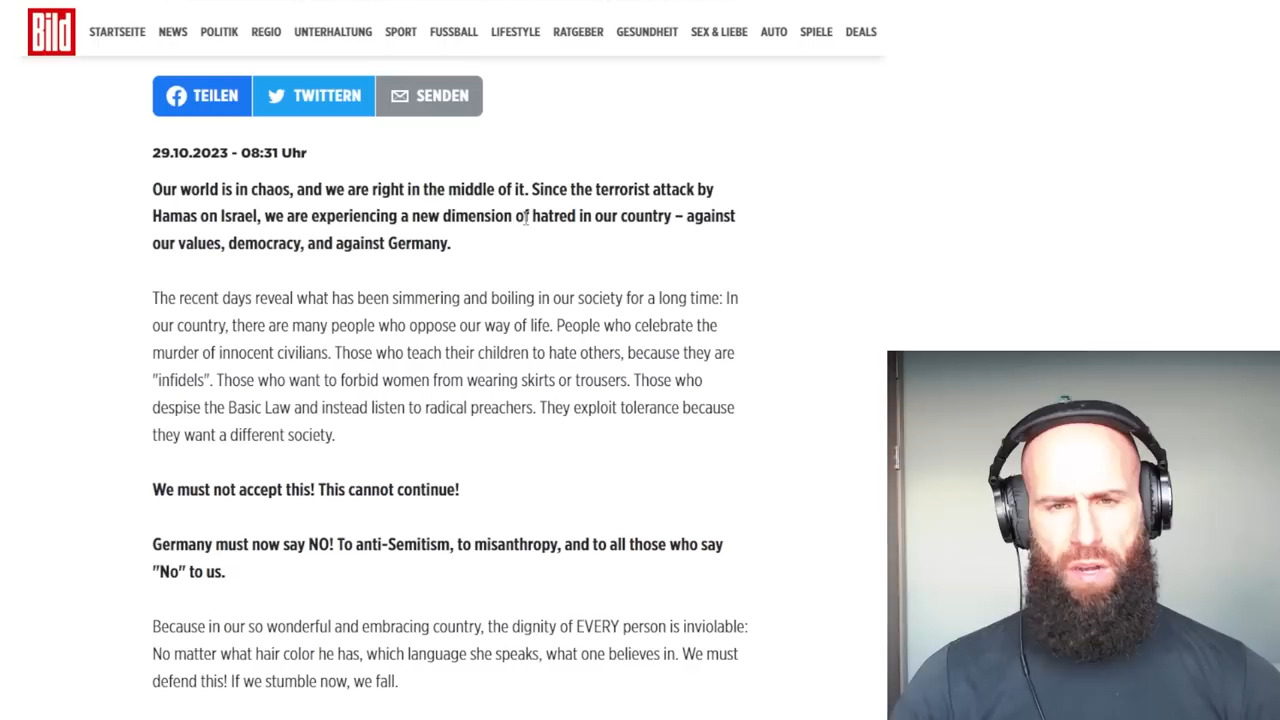 Bild
STARTSEITE NEWS POLITIK REGIO UNTERHALTUNG SPORT FUSSBALL LIFESTYLE RATGEBER GESUNDHEIT SEX & LIEBE AUTO SPIELE DEALS
TEILEN TWITTERN SENDEN
29.10.2023 - 08:31 Uhr
Our world is in chaos, and we are right in the middle of it. Since the terrorist attack by
Hamas on Israel, we are experiencing a new dimension of hatred in our country – against
our values, democracy, and against Germany.
The recent days reveal what has been simmering and boiling in our society for a long time: In
our country, there are many people who oppose our way of life. People who celebrate the
murder of innocent civilians. Those who teach their children to hate others, because they are
"infidels". Those who want to forbid women from wearing skirts or trousers. Those who
despise the Basic Law and instead listen to radical preachers. They exploit tolerance because
they want a different society.
We must not accept this! This cannot continue!
Germany must now say NO! To anti-Semitism, to misanthropy, and to all those who say
"No" to us.
Because in our so wonderful and embracing country, the dignity of EVERY person is inviolable:
No matter what hair color he has, which language she speaks, what one believes in. We must
defend this! If we stumble now, we fall.